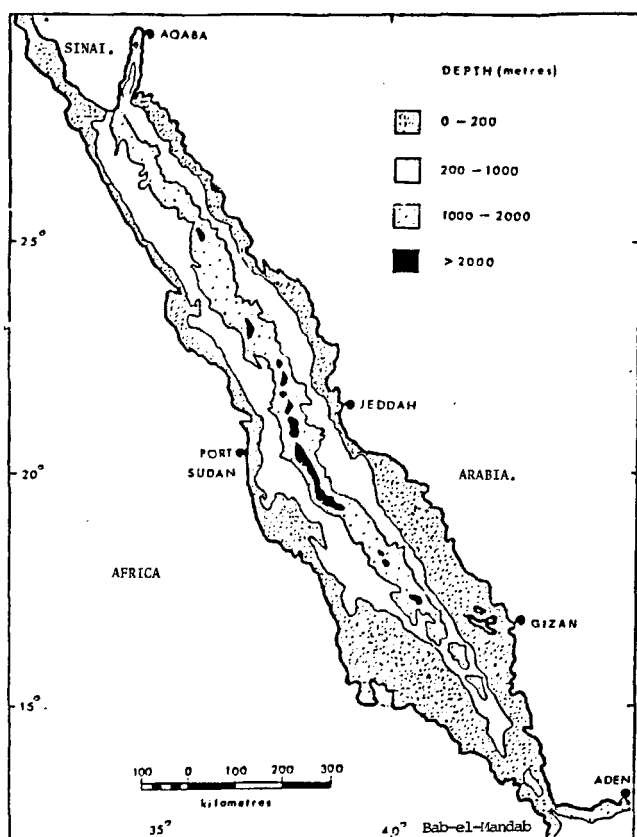 SINAI.
AQABA
DEPTH (metres)
0 – 200
200 – 1000
1000 – 2000
> 2000
25°
JEDDAH
PORT
SUDAN
20°
ARABIA.
AFRICA
GIZAN
15°
100 0 100 200 300
kilometres
ADEN
35° 40° Bab-el-Mandab